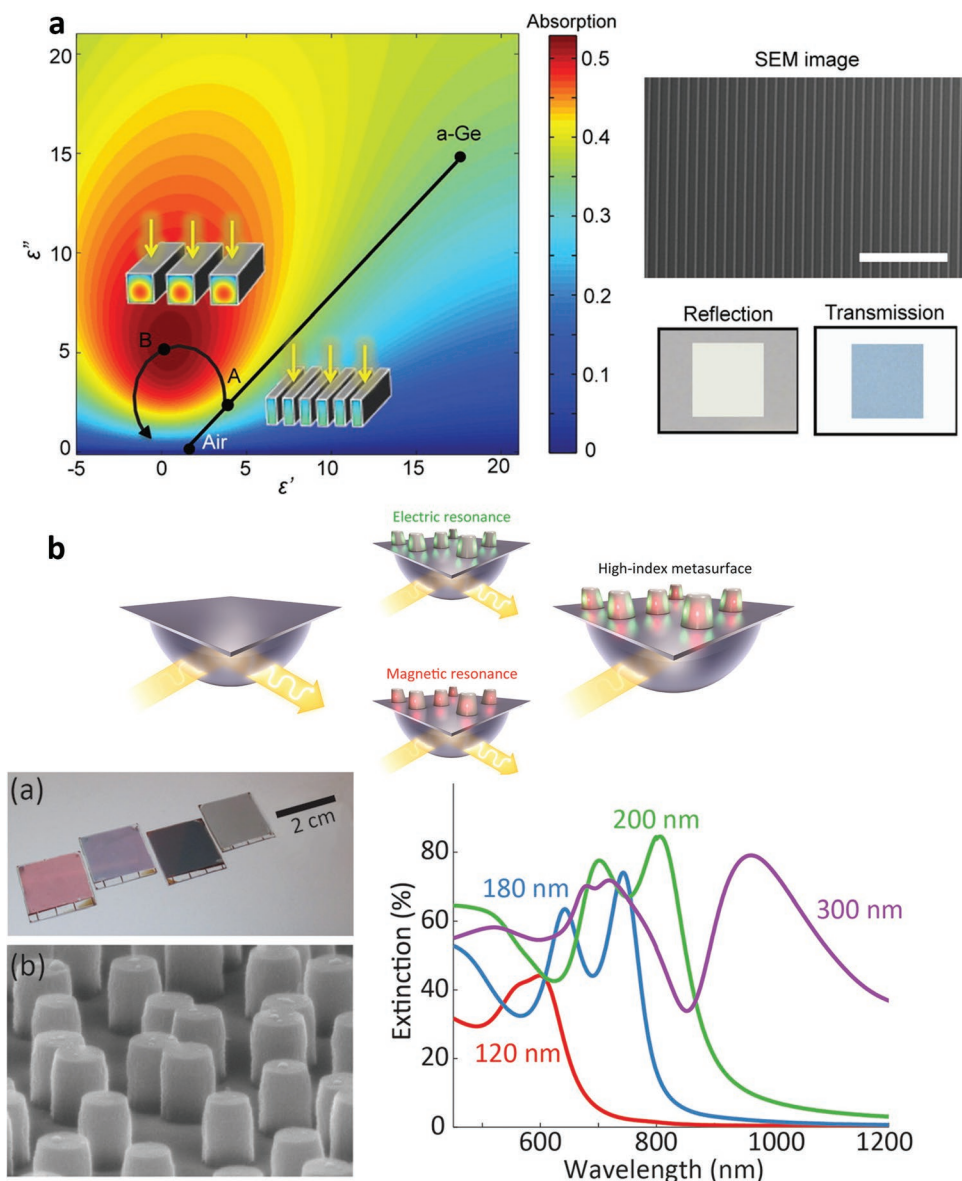 a
Absorption
20
15
10
5
0
ε''
-5
0
5
10
15
20
ε'
a-Ge
B
A
Air
0.5
0.4
0.3
0.2
0.1
0
SEM image
Reflection
Transmission
b
Electric resonance
High-index metasurface
Magnetic resonance
(a)
2 cm
(b)
80
60
40
20
0
Extinction (%)
200 nm
180 nm
300 nm
120 nm
600
800
1000
1200
Wavelength (nm)